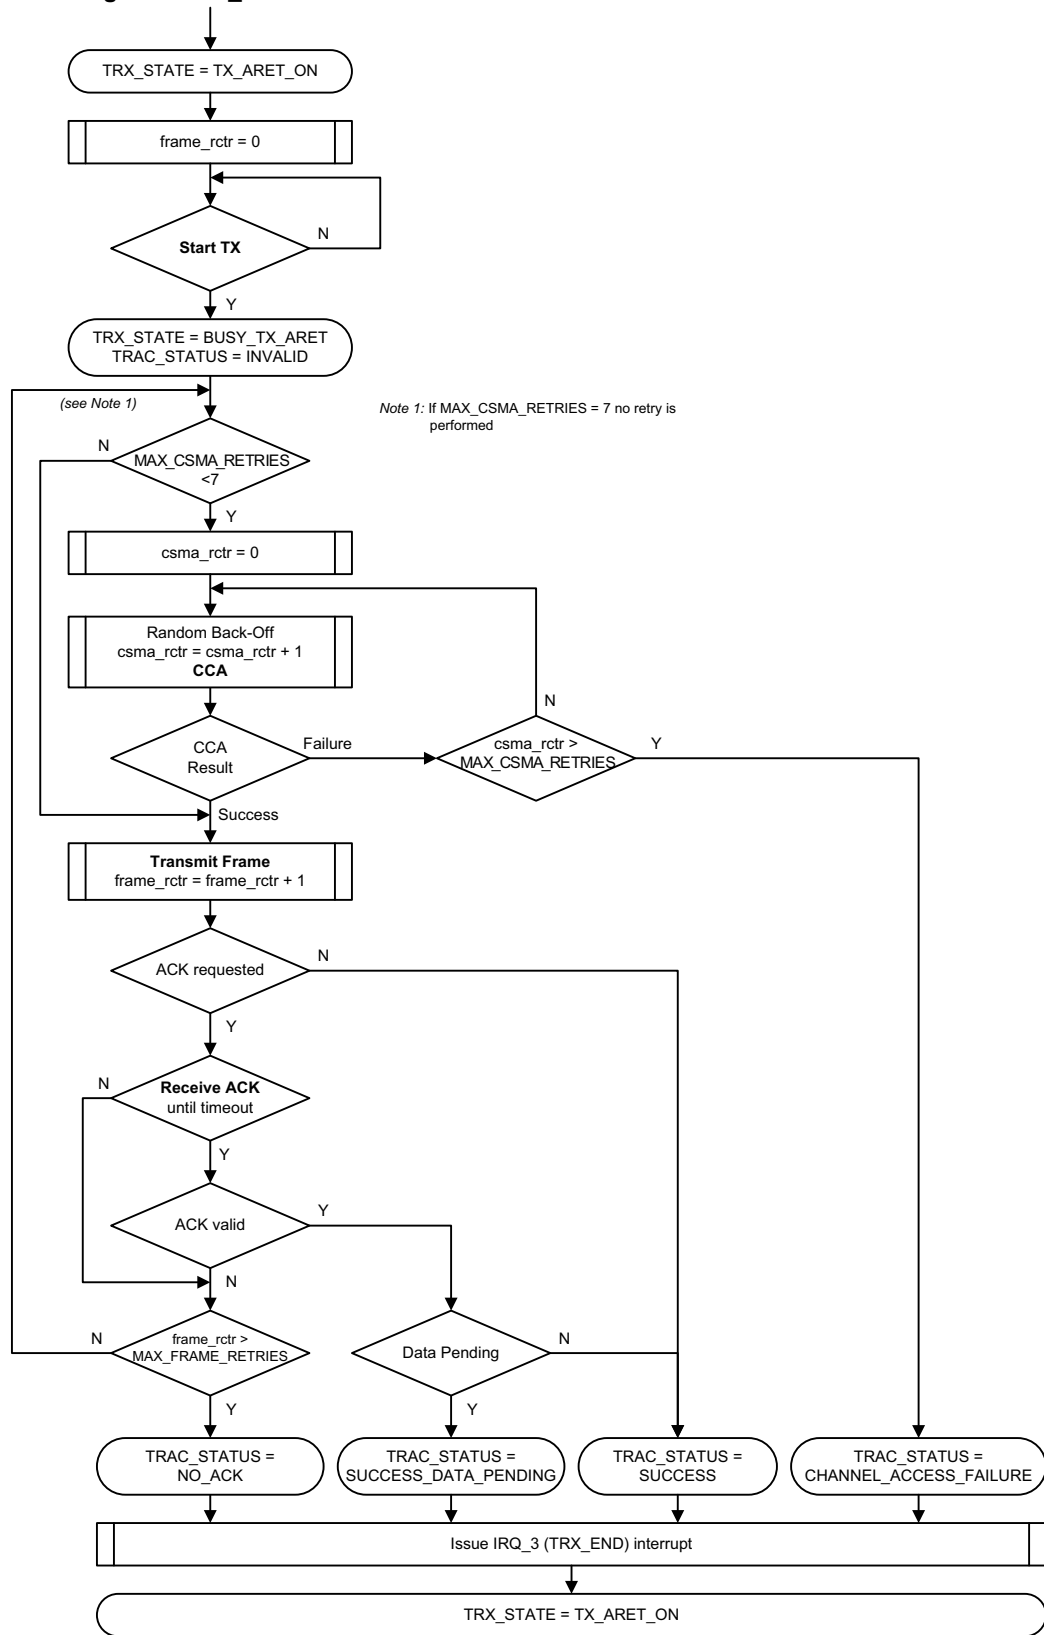 TRX_STATE = TX_ARET_ON
frame_rctr = 0
Start TX
N
Y
TRX_STATE = BUSY_TX_ARET
TRAC_STATUS = INVALID
(see Note 1)
Note 1: If MAX_CSMA_RETRIES = 7 no retry is
performed
N
MAX_CSMA_RETRIES
<7
Y
csma_rctr = 0
Random Back-Off
csma_rctr = csma_rctr + 1
CCA
N
CCA
Result
Failure
csma_rctr >
MAX_CSMA_RETRIES
Y
Success
Transmit Frame
frame_rctr = frame_rctr + 1
ACK requested
N
Y
N
Receive ACK
until timeout
Y
ACK valid
Y
N
N
frame_rctr >
MAX_FRAME_RETRIES
Data Pending
N
Y
Y
TRAC_STATUS =
NO_ACK
TRAC_STATUS =
SUCCESS_DATA_PENDING
TRAC_STATUS =
SUCCESS
TRAC_STATUS =
CHANNEL_ACCESS_FAILURE
Issue IRQ_3 (TRX_END) interrupt
TRX_STATE = TX_ARET_ON